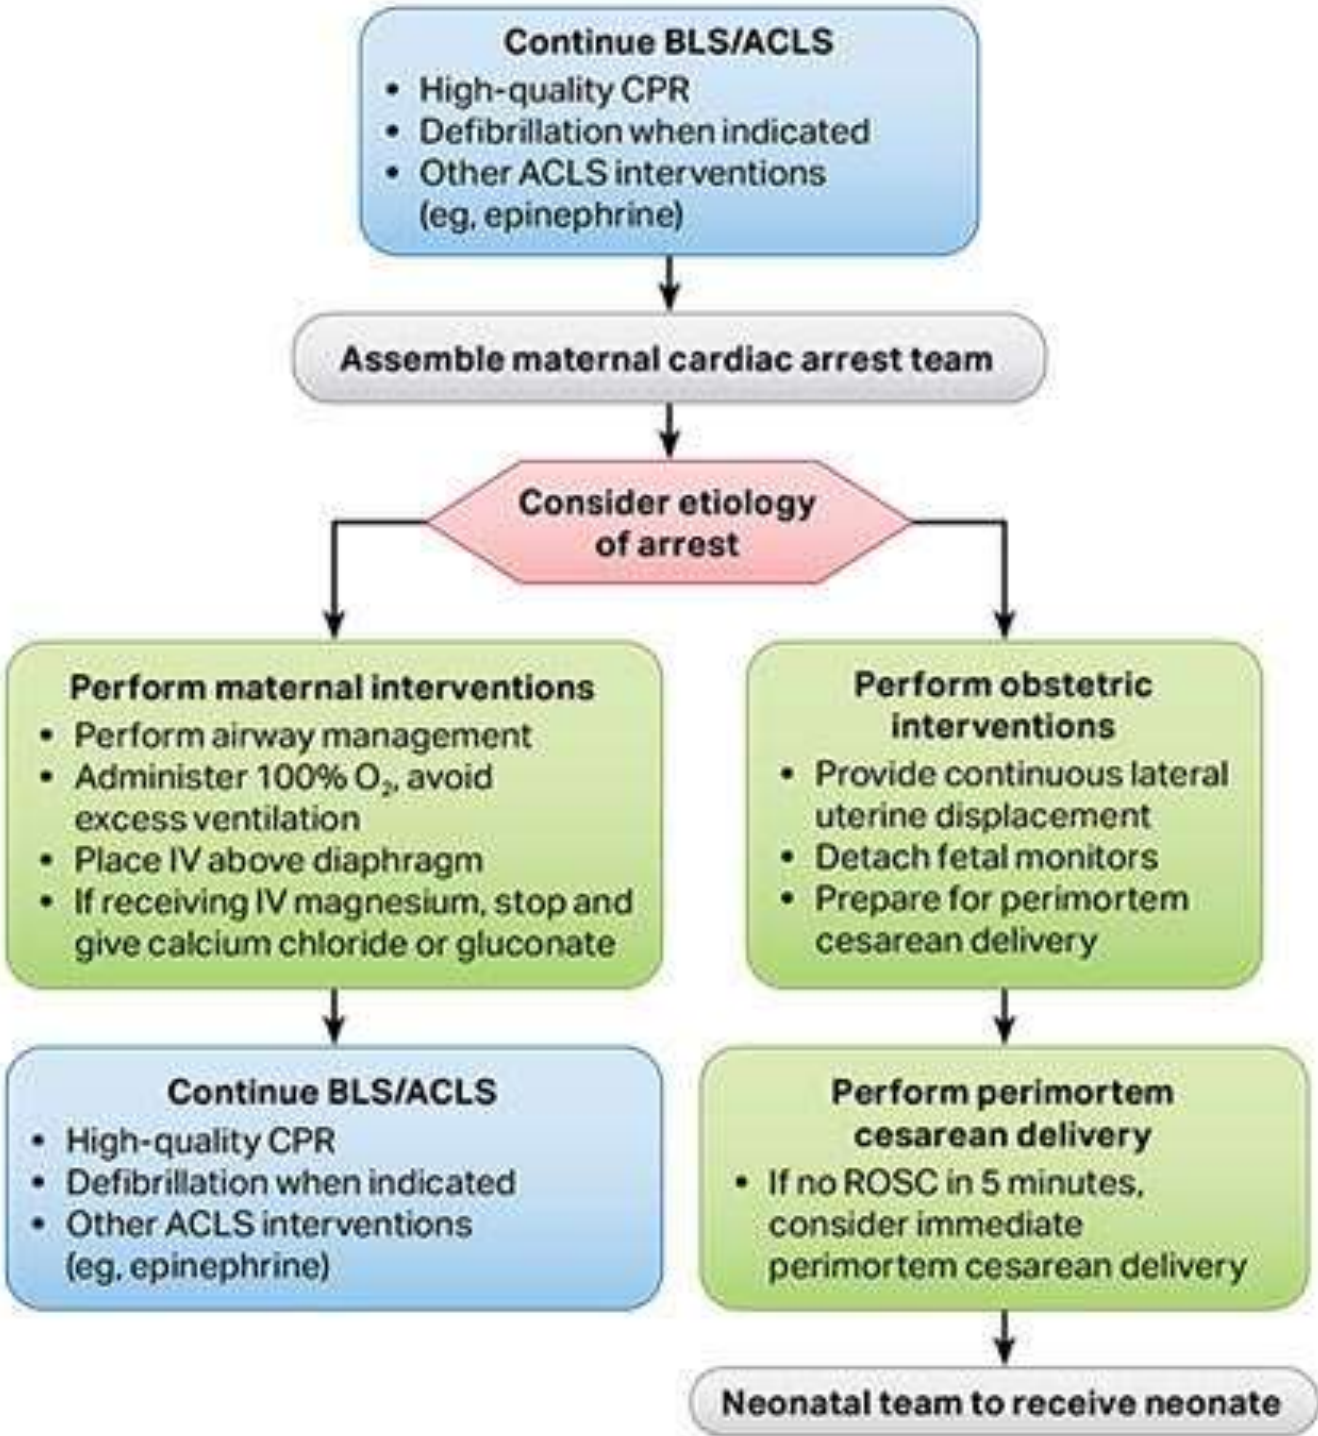 Continue BLS/ACLS
• High-quality CPR
• Defibrillation when indicated
• Other ACLS interventions
(eg, epinephrine)
Assemble maternal cardiac arrest team
Consider etiology
of arrest
Perform maternal interventions
• Perform airway management
• Administer 100% O₂, avoid
excess ventilation
• Place IV above diaphragm
• If receiving IV magnesium, stop and
give calcium chloride or gluconate
Continue BLS/ACLS
• High-quality CPR
• Defibrillation when indicated
• Other ACLS interventions
(eg, epinephrine)
Perform obstetric
interventions
• Provide continuous lateral
uterine displacement
• Detach fetal monitors
• Prepare for perimortem
cesarean delivery
Perform perimortem
cesarean delivery
• If no ROSC in 5 minutes,
consider immediate
perimortem cesarean delivery
Neonatal team to receive neonate